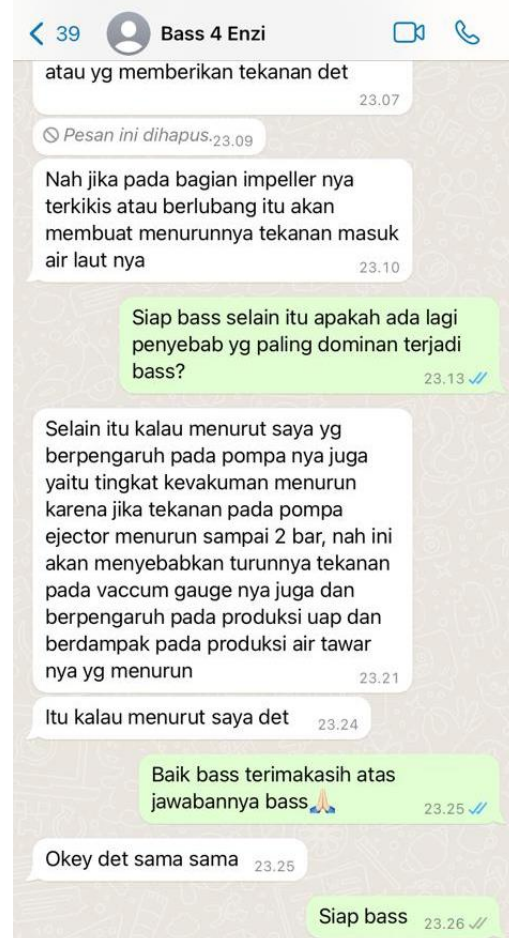 39
Bass 4 Enzi
atau yg memberikan tekanan det
23.07
Pesan ini dihapus. 23.09
Nah jika pada bagian impeller nya
terkikis atau berlubang itu akan
membuat menurunnya tekanan masuk
air laut nya
23.10
Siap bass selain itu apakah ada lagi
penyebab yg paling dominan terjadi
bass?
23.13
Selain itu kalau menurut saya yg
berpengaruh pada pompa nya juga
yaitu tingkat kevakuman menurun
karena jika tekanan pada pompa
ejector menurun sampai 2 bar, nah ini
akan menyebabkan turunnya tekanan
pada vaccum gauge nya juga dan
berpengaruh pada produksi uap dan
berdampak pada produksi air tawar
nya yg menurun
23.21
Itu kalau menurut saya det 23.24
Baik bass terimakasih atas
jawabannya bass🙏🏻
23.25
Okey det sama sama 23.25
Siap bass 23.26